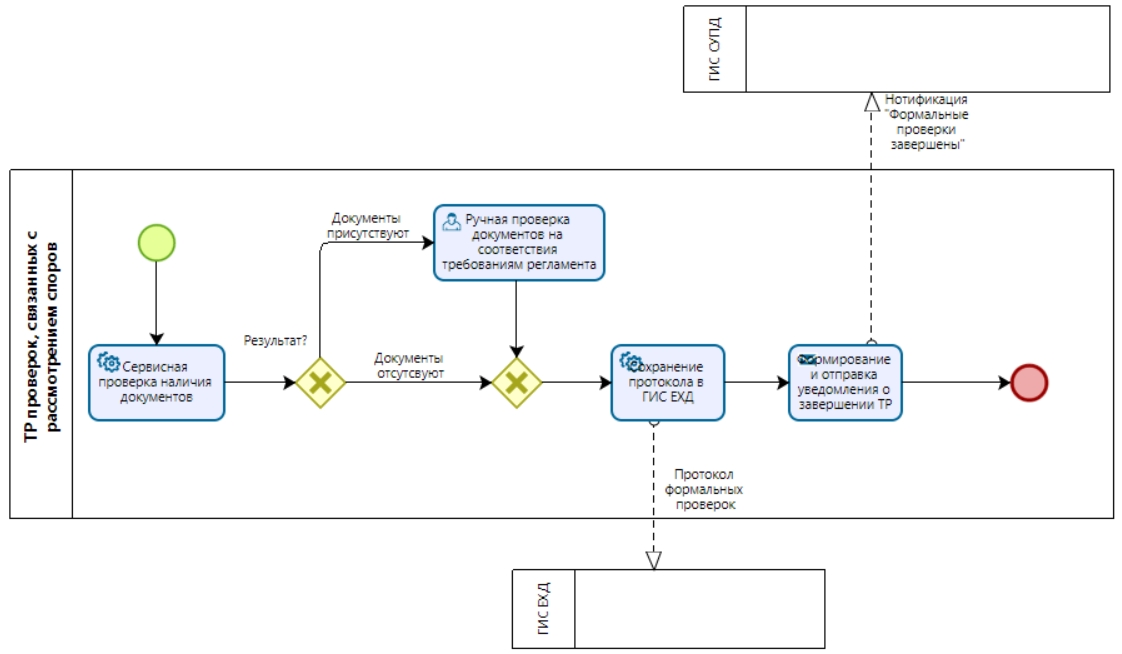 ГИС СУПД
Нотификация
"Формальные
проверки
завершены"
ТР проверок, связанных с
рассмотрением споров
Документы
присутствуют
Ручная проверка
документов на
соответствия
требованиям регламента
Результат?
Сервисная
проверка наличия
документов
Документы
отсутсвуют
Сохранение
протокола в
ГИС ЕХД
Формирование
и отправка
уведомления о
завершении ТР
Протокол
формальных
проверок
ГИС ЕХД